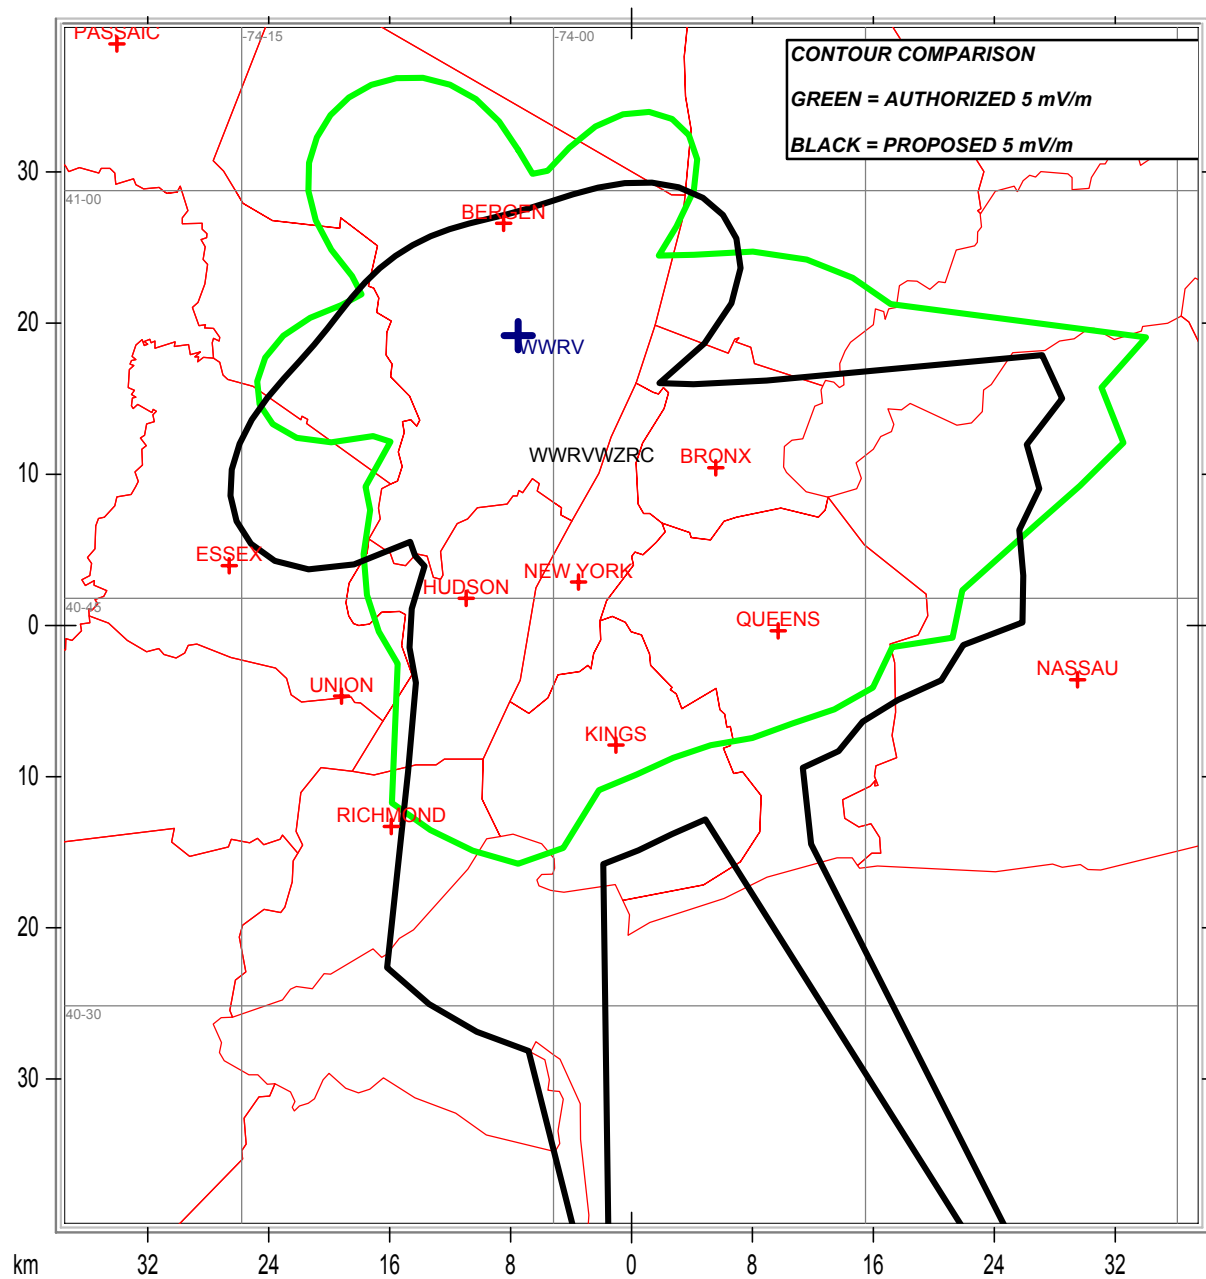 PASSAIC
-74-15
-74-00
CONTOUR COMPARISON
GREEN = AUTHORIZED 5 mV/m
BLACK = PROPOSED 5 mV/m
30
41-00
BERGEN
20
WWRV
WWRVWZRC
BRONX
10
ESSEX
NEW YORK
HUDSON
40-45
QUEENS
0
NASSAU
UNION
KINGS
10
RICHMOND
20
40-30
30
km
32
24
16
8
0
8
16
24
32